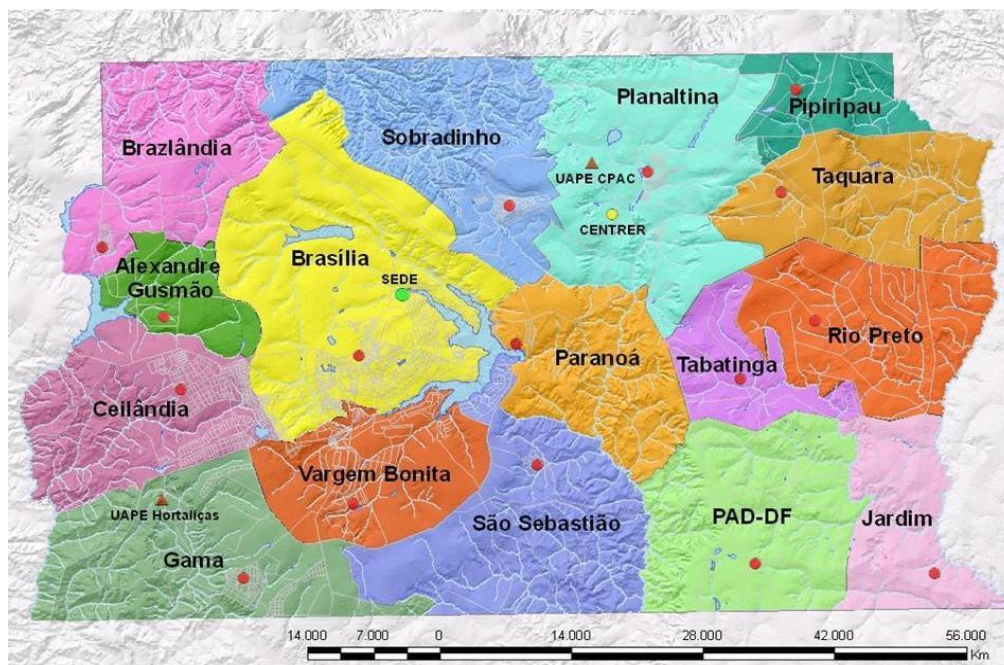 Planaltina
Pipiripau
Sobradinho
Brazlândia
UAPE CPAC
Taquara
CENTRER
Brasília
Alexandre
Gusmão
SEDE
Rio Preto
Paranoá
Tabatinga
Ceilândia
Vargem Bonita
UAPE Hortaliças
São Sebastião
PAD-DF
Jardim
Gama
14.000 7.000 0 14.000 28.000 42.000 56.000
Km